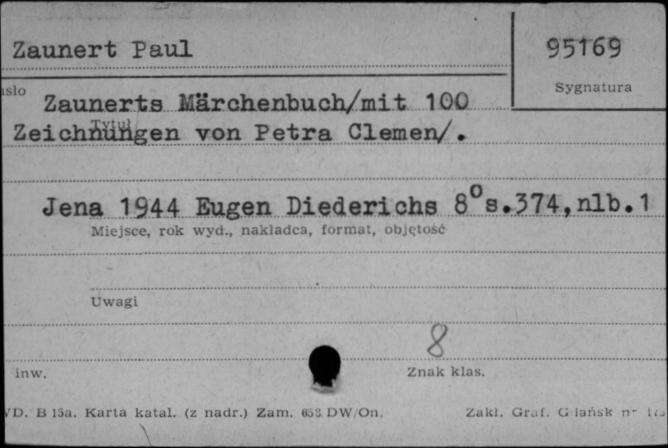 Zaunert Paul
95169
Sygnatura
Zaunerts Märchenbuch/mit 100
Tytuł
Zeichnungen von Petra Clemen/.
Jena 1944 Eugen Diederichs 8° s.374, nlb.1
Miejsce, rok wyd., nakładca, format, objętość
Uwagi
8
inw.
Znak klas.
B 15a. Karta katal. (z nadr.) Zam. 653 DW/On.
Zakł. Graf. Gdańsk